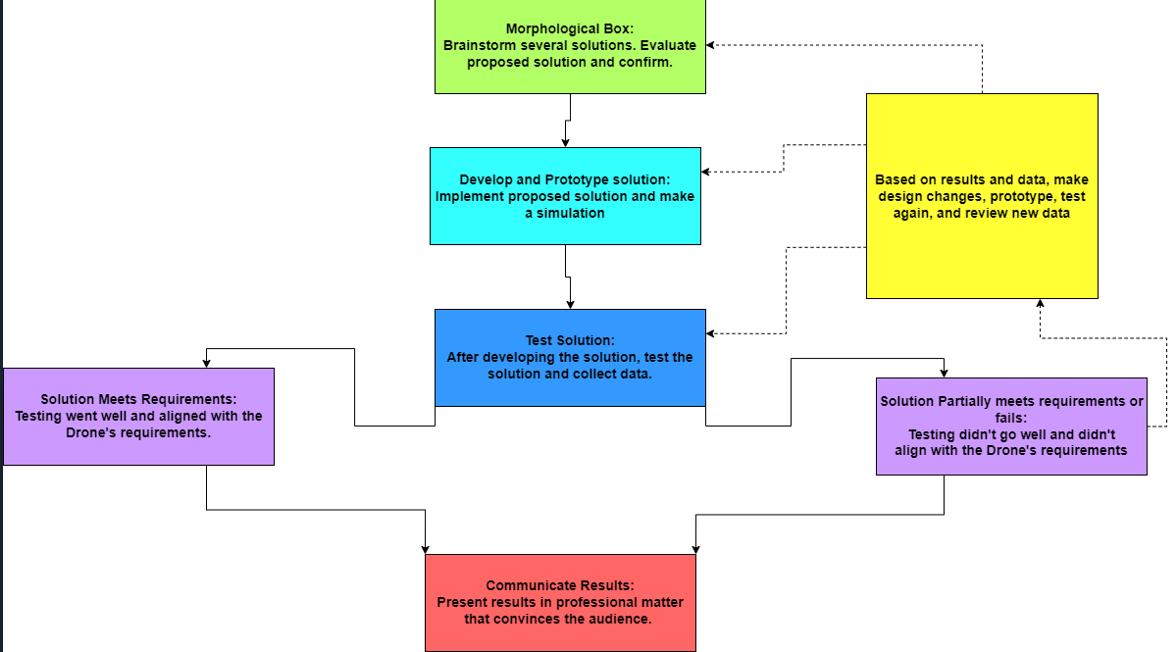 Morphological Box:
Brainstorm several solutions. Evaluate
proposed solution and confirm.
Develop and Prototype solution:
Implement proposed solution and make
a simulation
Based on results and data, make
design changes, prototype, test
again, and review new data
Test Solution:
After developing the solution, test the
solution and collect data.
Solution Meets Requirements:
Testing went well and aligned with the
Drone's requirements.
Solution Partially meets requirements or
fails:
Testing didn't go well and didn't
align with the Drone's requirements
Communicate Results:
Present results in professional matter
that convinces the audience.